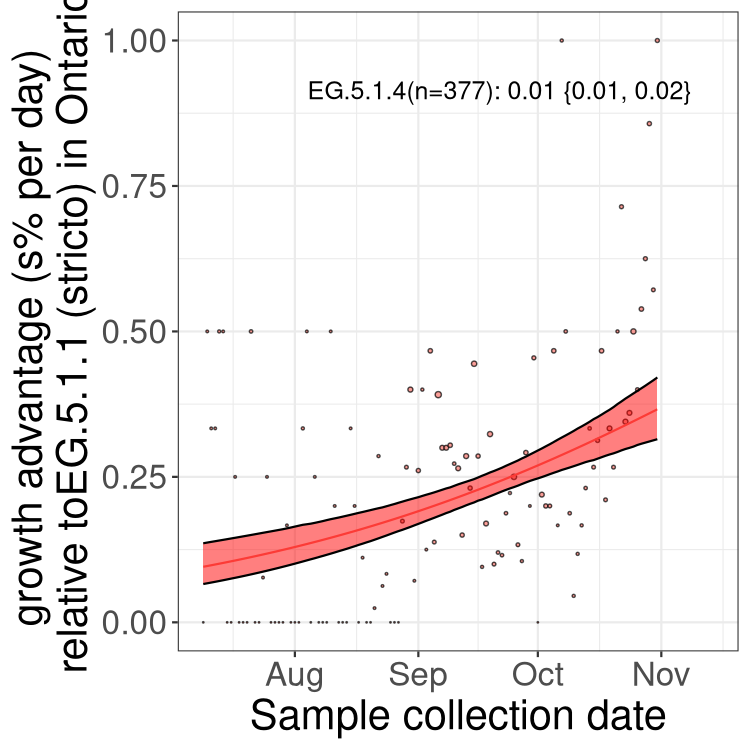 growth advantage (s% per day)
relative toEG.5.1.1 (stricto) in Ontario
1.00
0.75
0.50
0.25
0.00
EG.5.1.4(n=377): 0.01 {0.01, 0.02}
Aug Sep Oct Nov
Sample collection date